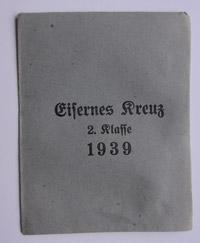 Eisernes Kreuz
2. Klasse
1939